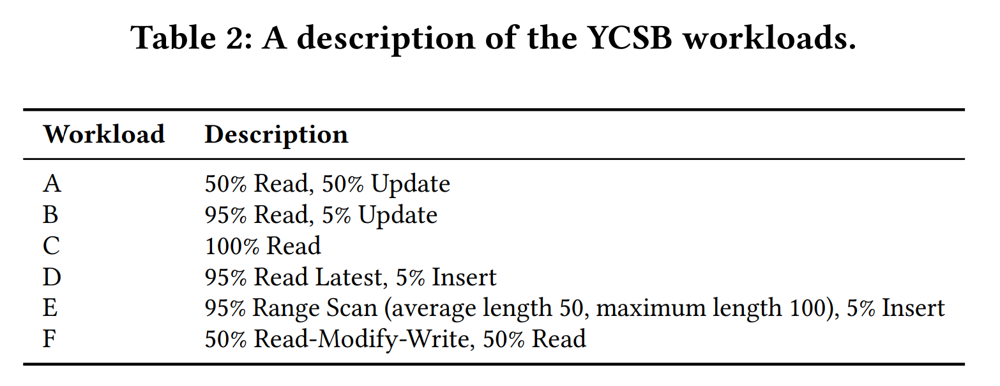 Table 2: A description of the YCSB workloads.
Workload Description
A 50% Read, 50% Update
B 95% Read, 5% Update
C 100% Read
D 95% Read Latest, 5% Insert
E 95% Range Scan (average length 50, maximum length 100), 5% Insert
F 50% Read-Modify-Write, 50% Read